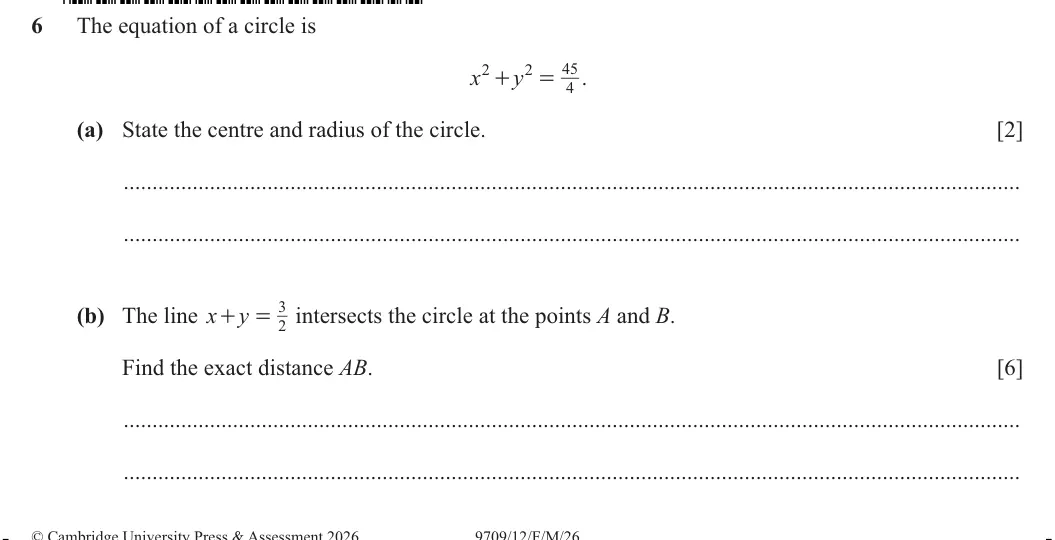 6 The equation of a circle is
x² + y² = 45/4.
(a) State the centre and radius of the circle. [2]
(b) The line x + y = 3/2 intersects the circle at the points A and B.
Find the exact distance AB. [6]
© Cambridge University Press & Assessment 2026 9709/12/F/M/26